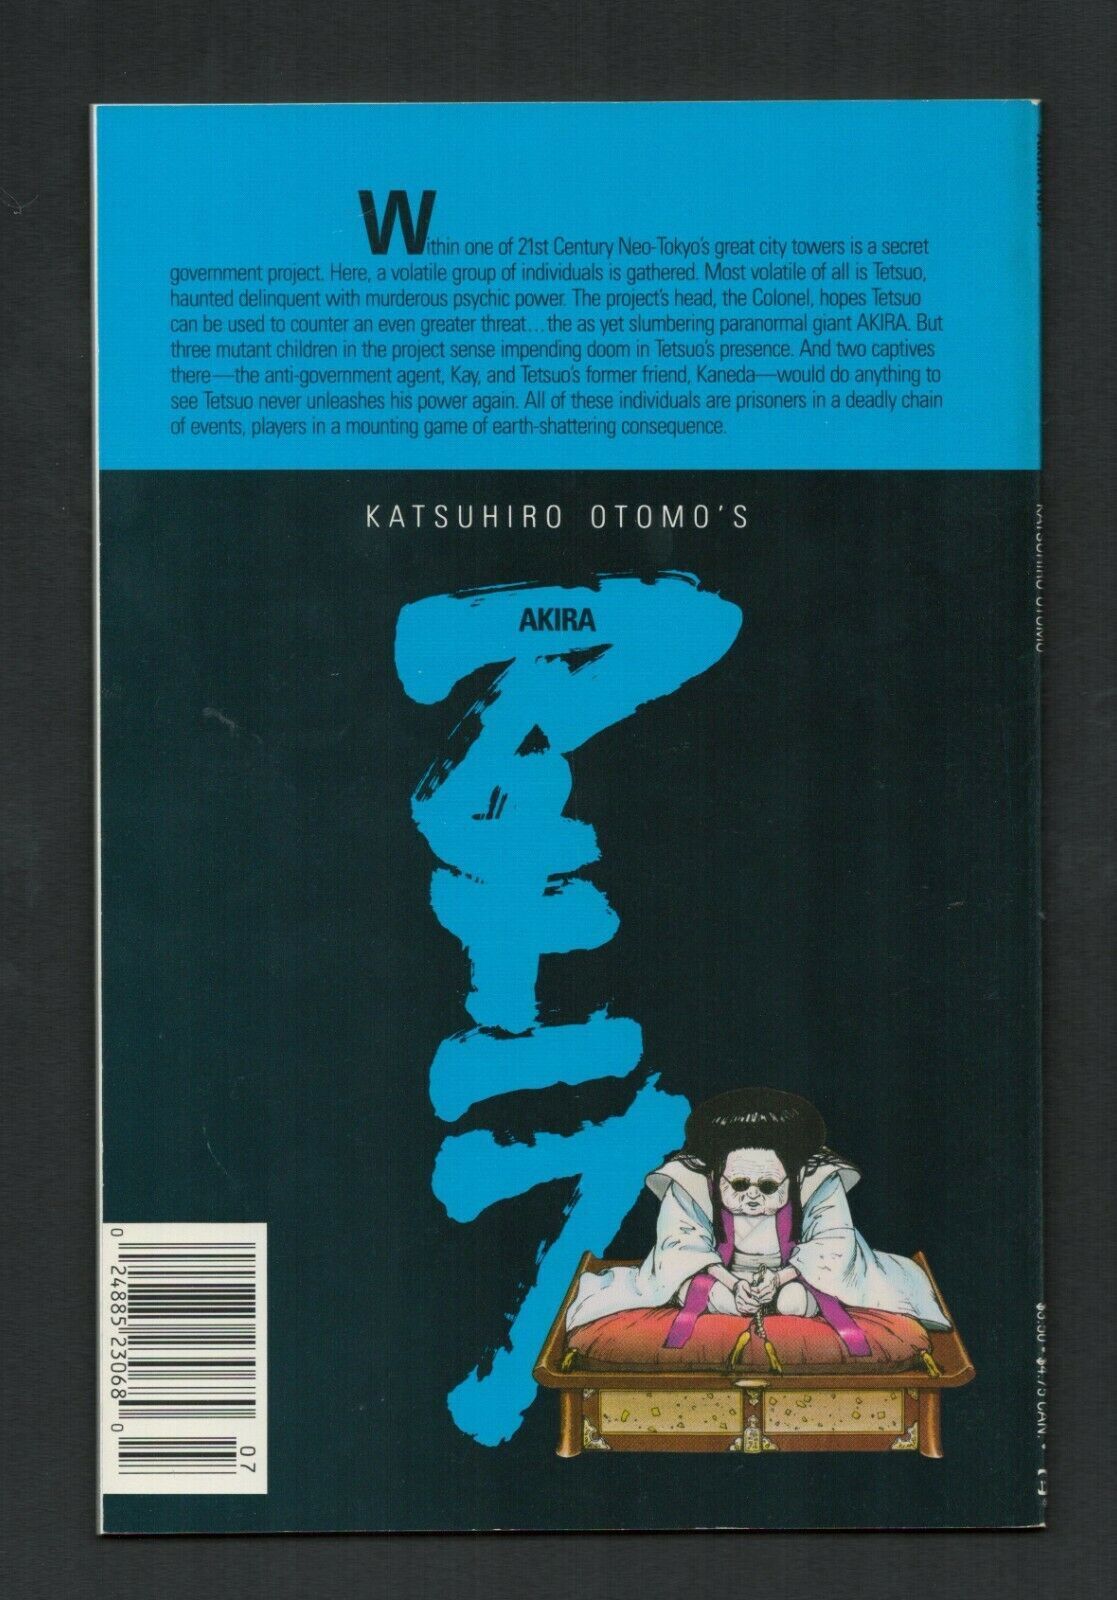 Within one of 21st Century Neo-Tokyo's great city towers is a secret
government project. Here, a volatile group of individuals is gathered. Most volatile of all is Tetsuo,
haunted delinquent with murderous psychic power. The project's head, the Colonel, hopes Tetsuo
can be used to counter an even greater threat...the as yet slumbering paranormal giant AKIRA. But
three mutant children in the project sense impending doom in Tetsuo's presence. And two captives
there—the anti-government agent, Kay, and Tetsuo's former friend, Kaneda—would do anything to
see Tetsuo never unleashes his power again. All of these individuals are prisoners in a deadly chain
of events, players in a mounting game of earth-shattering consequence.
KATSUHIRO OTOMO'S
AKIRA
アキラ
0 24885 23068 0
07
KATSUHIRO OTOMO
$3.50 • $4.75 CAN. •